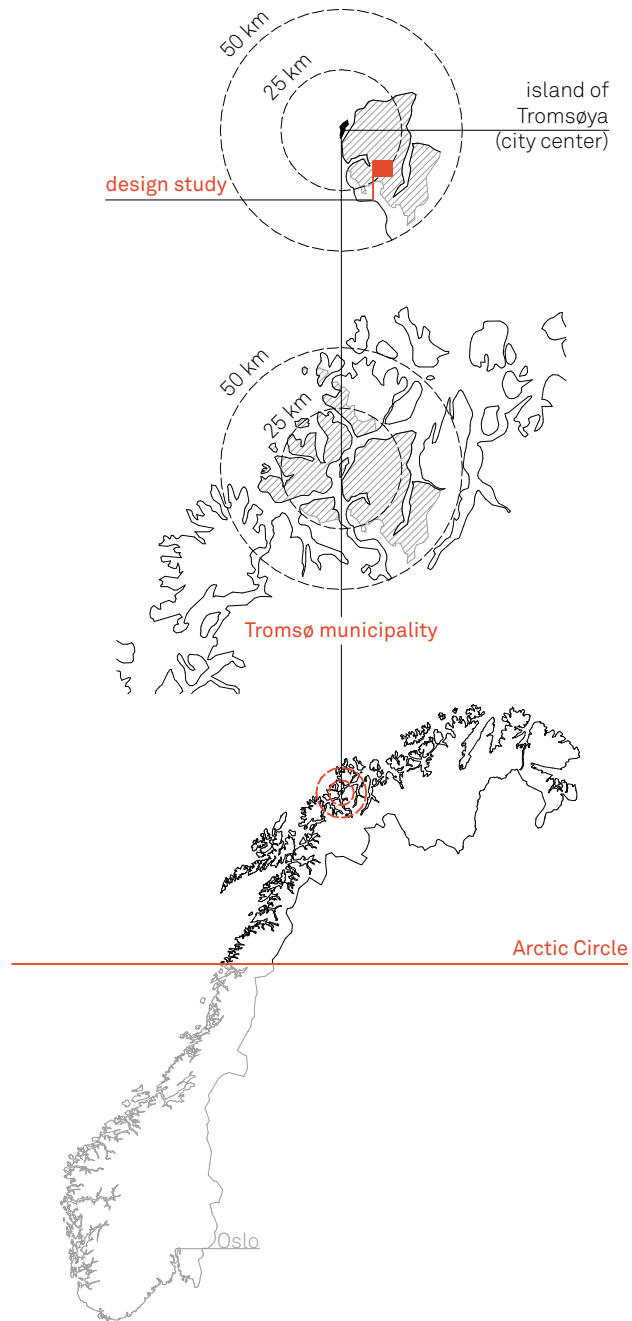 50 km
25 km
island of
Tromsøya
(city center)
design study
50 km
25 km
Tromsø municipality
Arctic Circle
Oslo